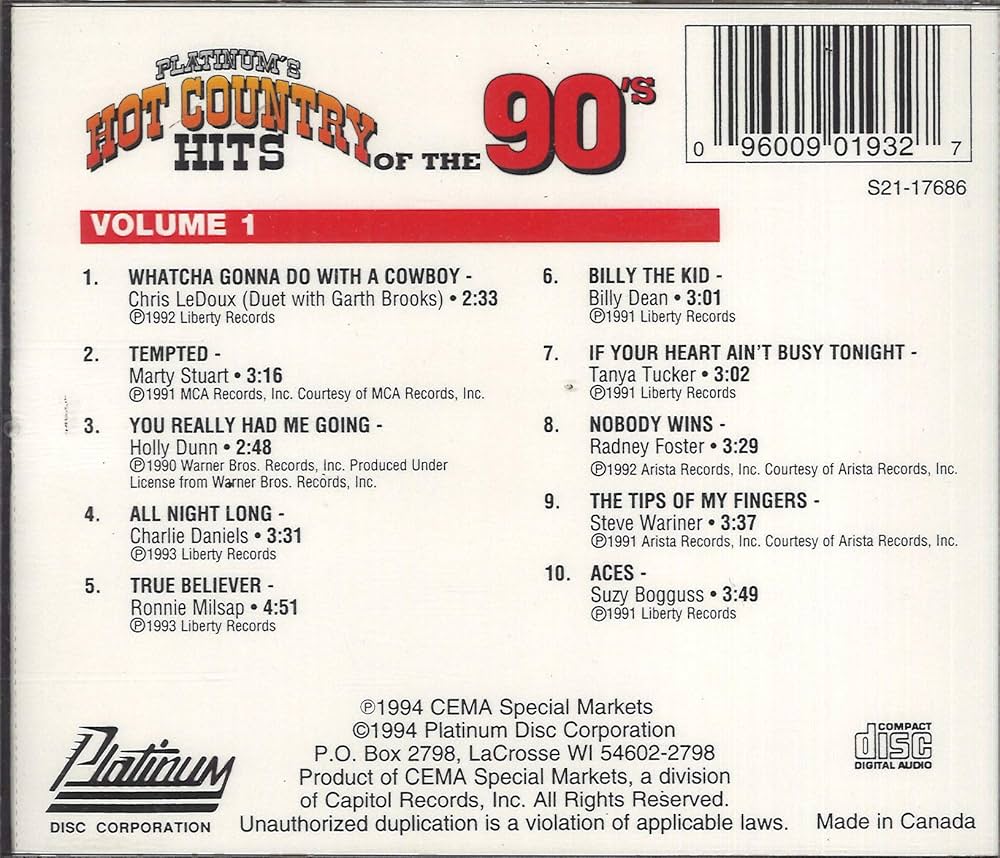 PLATINUM'S
HOT COUNTRY
HITS
OF THE
90's
0 96009 01932 7
S21-17686
VOLUME 1
1. WHATCHA GONNA DO WITH A COWBOY -
Chris LeDoux (Duet with Garth Brooks) • 2:33
℗1992 Liberty Records
2. TEMPTED -
Marty Stuart • 3:16
℗1991 MCA Records, Inc. Courtesy of MCA Records, Inc.
3. YOU REALLY HAD ME GOING -
Holly Dunn • 2:48
℗1990 Warner Bros. Records, Inc. Produced Under
License from Warner Bros. Records, Inc.
4. ALL NIGHT LONG -
Charlie Daniels • 3:31
℗1993 Liberty Records
5. TRUE BELIEVER -
Ronnie Milsap • 4:51
℗1993 Liberty Records
6. BILLY THE KID -
Billy Dean • 3:01
℗1991 Liberty Records
7. IF YOUR HEART AIN'T BUSY TONIGHT -
Tanya Tucker • 3:02
℗1991 Liberty Records
8. NOBODY WINS -
Radney Foster • 3:29
℗1992 Arista Records, Inc. Courtesy of Arista Records, Inc.
9. THE TIPS OF MY FINGERS -
Steve Wariner • 3:37
℗1991 Arista Records, Inc. Courtesy of Arista Records, Inc.
10. ACES -
Suzy Bogguss • 3:49
℗1991 Liberty Records
℗1994 CEMA Special Markets
©1994 Platinum Disc Corporation
P.O. Box 2798, LaCrosse WI 54602-2798
Product of CEMA Special Markets, a division
of Capitol Records, Inc. All Rights Reserved.
Unauthorized duplication is a violation of applicable laws.
Platinum
DISC CORPORATION
COMPACT
disc
DIGITAL AUDIO
Made in Canada